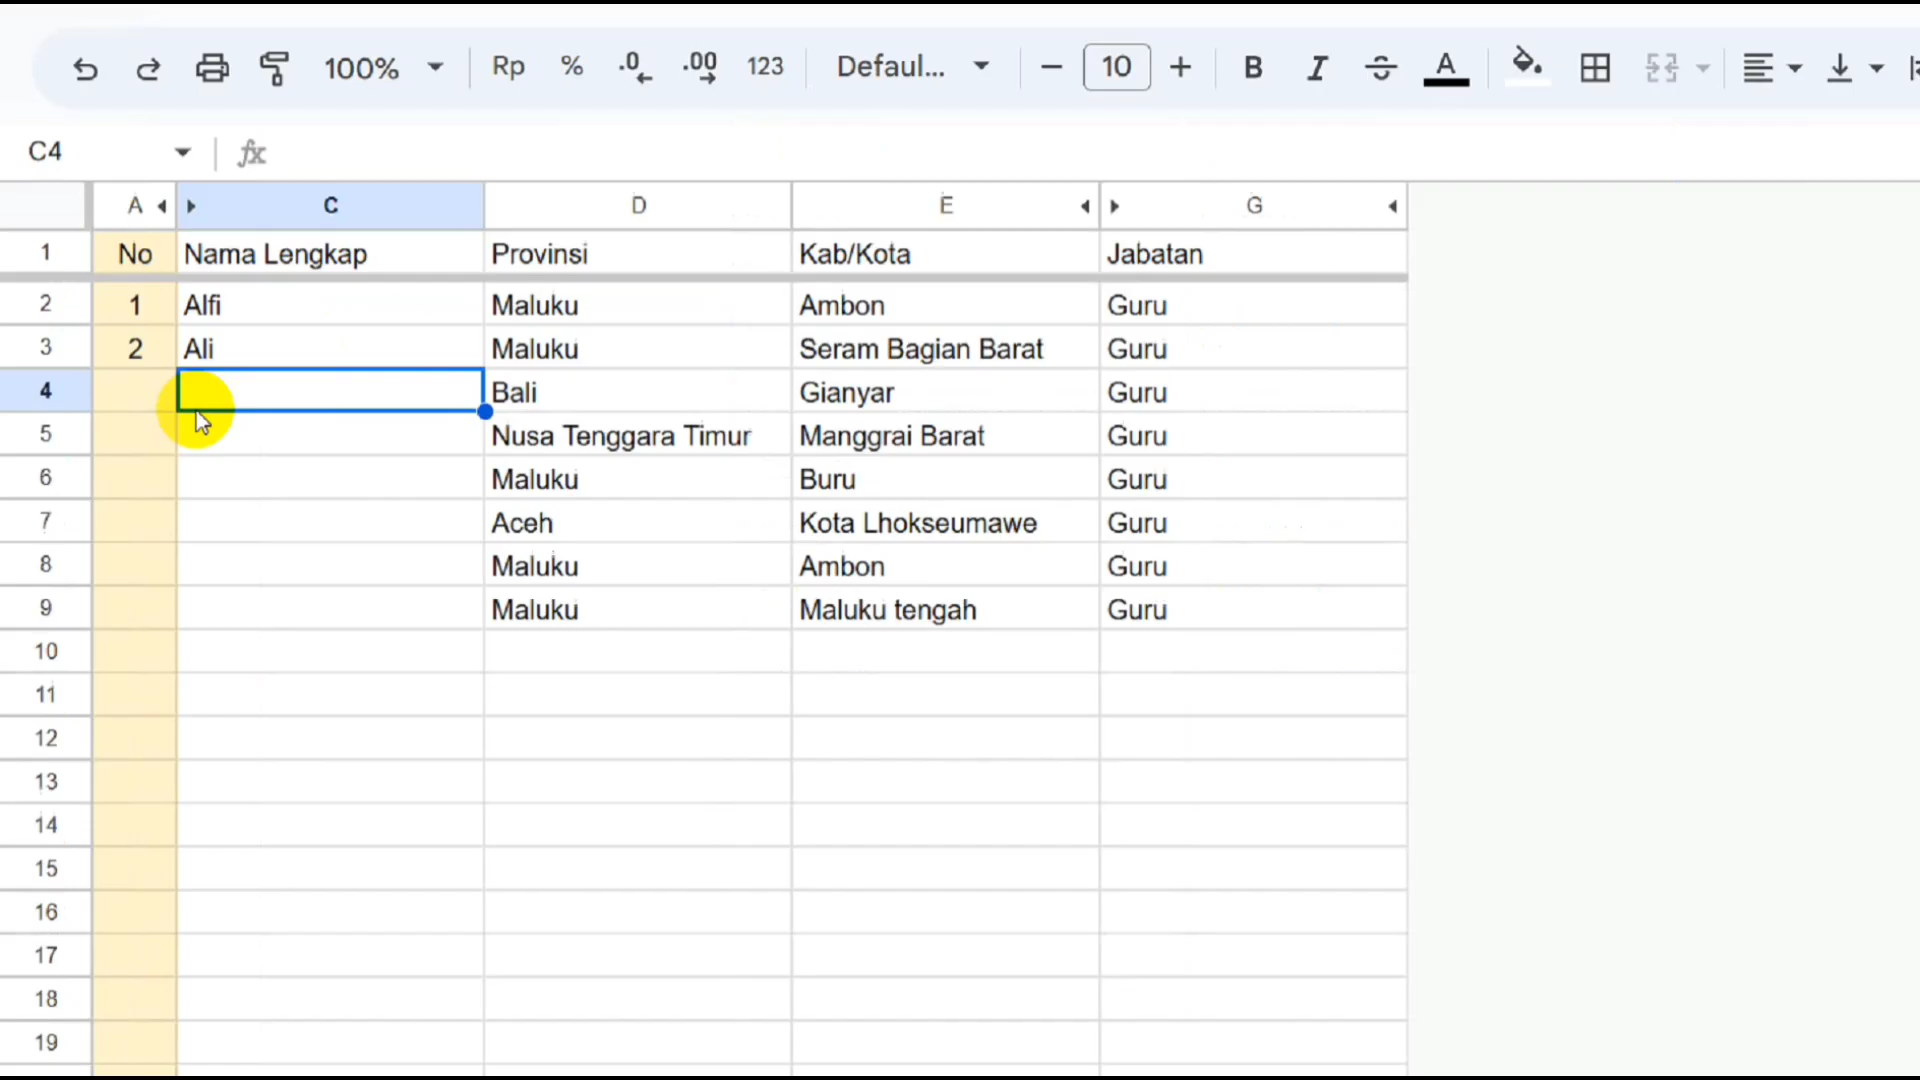 100% Rp % .0 .00 123 Defaul... 10 B I A
C4 fx
A C D E G
1 No Nama Lengkap Provinsi Kab/Kota Jabatan
2 1 Alfi Maluku Ambon Guru
3 2 Ali Maluku Seram Bagian Barat Guru
4 Bali Gianyar Guru
5 Nusa Tenggara Timur Manggrai Barat Guru
6 Maluku Buru Guru
7 Aceh Kota Lhokseumawe Guru
8 Maluku Ambon Guru
9 Maluku Maluku tengah Guru
10
11
12
13
14
15
16
17
18
19